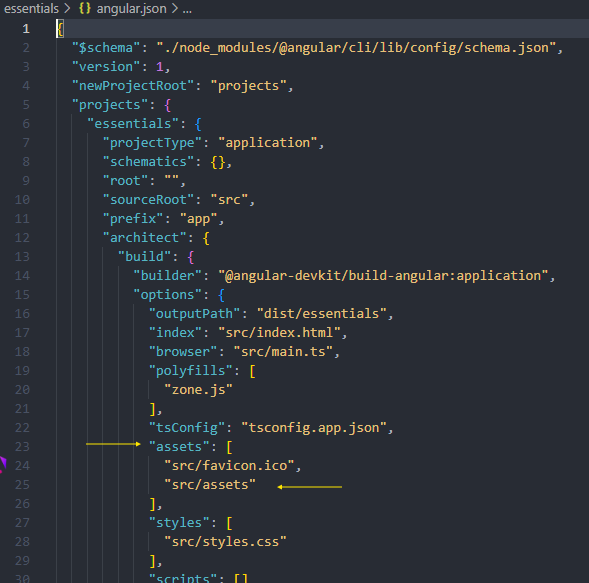 essentials > {} angular.json > ...
1 {
2 "$schema": "./node_modules/@angular/cli/lib/config/schema.json",
3 "version": 1,
4 "newProjectRoot": "projects",
5 "projects": {
6 "essentials": {
7 "projectType": "application",
8 "schematics": {},
9 "root": "",
10 "sourceRoot": "src",
11 "prefix": "app",
12 "architect": {
13 "build": {
14 "builder": "@angular-devkit/build-angular:application",
15 "options": {
16 "outputPath": "dist/essentials",
17 "index": "src/index.html",
18 "browser": "src/main.ts",
19 "polyfills": [
20 "zone.js"
21 ],
22 "tsConfig": "tsconfig.app.json",
23 "assets": [
24 "src/favicon.ico",
25 "src/assets"
26 ],
27 "styles": [
28 "src/styles.css"
29 ],
30 "scripts": []